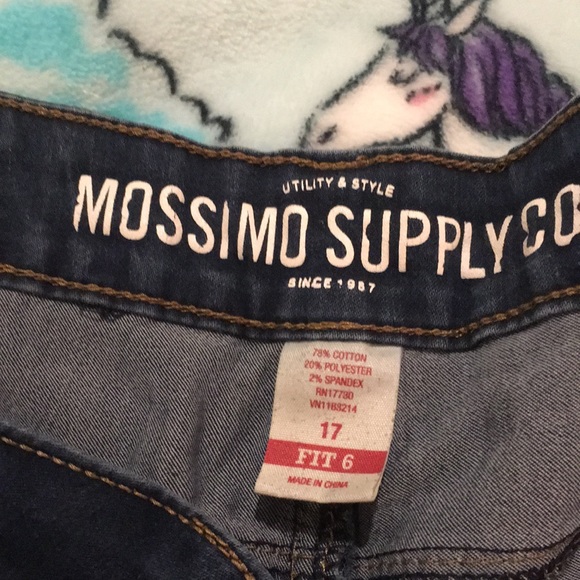 UTILITY & STYLE
MOSSIMO SUPPLY CO
SINCE 1987
78% COTTON
20% POLYESTER
2% SPANDEX
RN17730
VN1168214
17
FIT 6
MADE IN CHINA